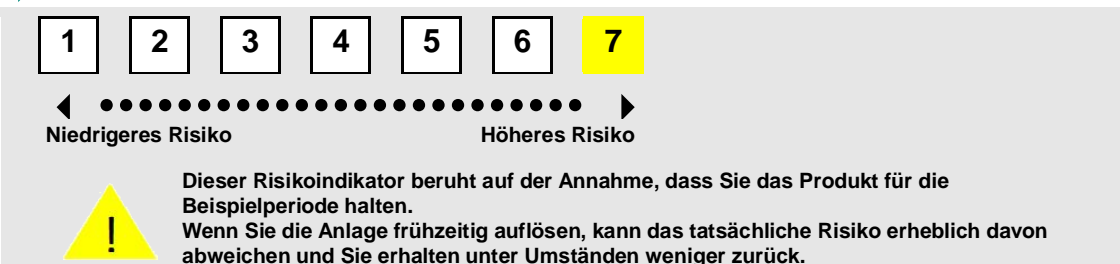 1 2 3 4 5 6 7
Niedrigeres Risiko Höheres Risiko
!
Dieser Risikoindikator beruht auf der Annahme, dass Sie das Produkt für die
Beispielperiode halten.
Wenn Sie die Anlage frühzeitig auflösen, kann das tatsächliche Risiko erheblich davon
abweichen und Sie erhalten unter Umständen weniger zurück.